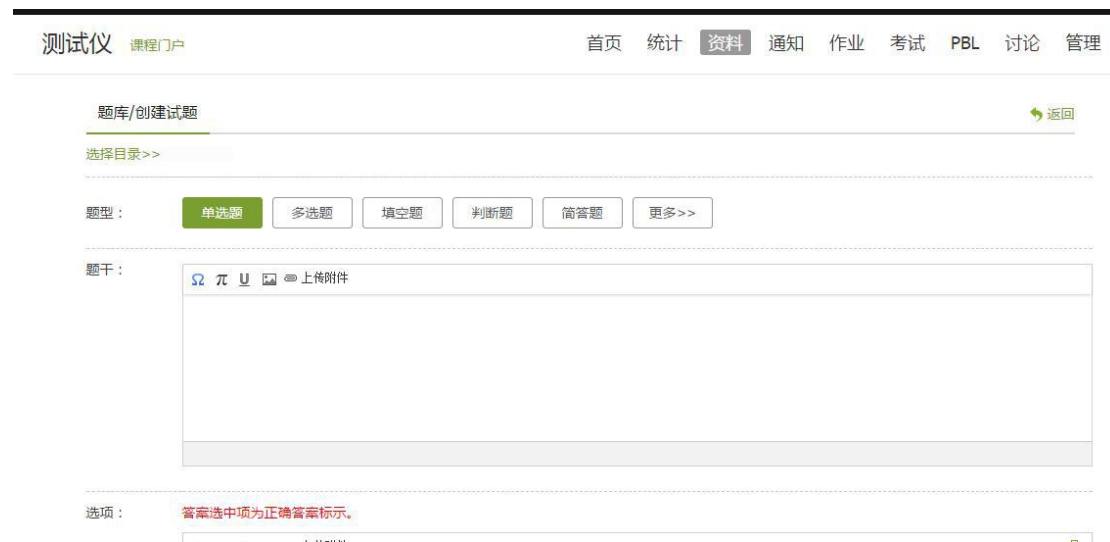 测试仪 课程门户 首页 统计 资料 通知 作业 考试 PBL 讨论 管理
题库/创建试题 返回
选择目录>>
题型： 单选题 多选题 填空题 判断题 简答题 更多>>
题干：
Ω π U 上传附件
选项： 答案选中项为正确答案标示。